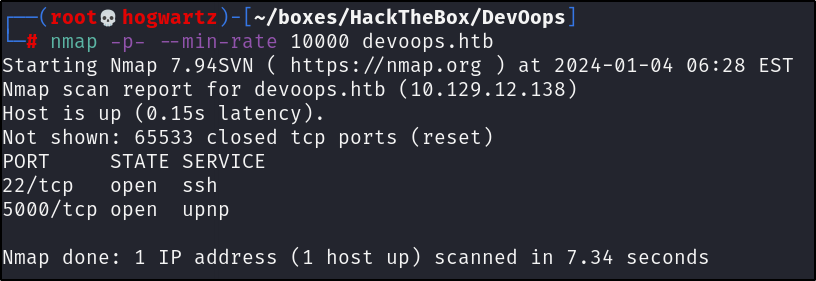 ┌──(root💀hogwartz)-[~/boxes/HackTheBox/DevOops]
└─# nmap -p- --min-rate 10000 devoops.htb
Starting Nmap 7.94SVN ( https://nmap.org ) at 2024-01-04 06:28 EST
Nmap scan report for devoops.htb (10.129.12.138)
Host is up (0.15s latency).
Not shown: 65533 closed tcp ports (reset)
PORT     STATE SERVICE
22/tcp   open  ssh
5000/tcp open  upnp
Nmap done: 1 IP address (1 host up) scanned in 7.34 seconds